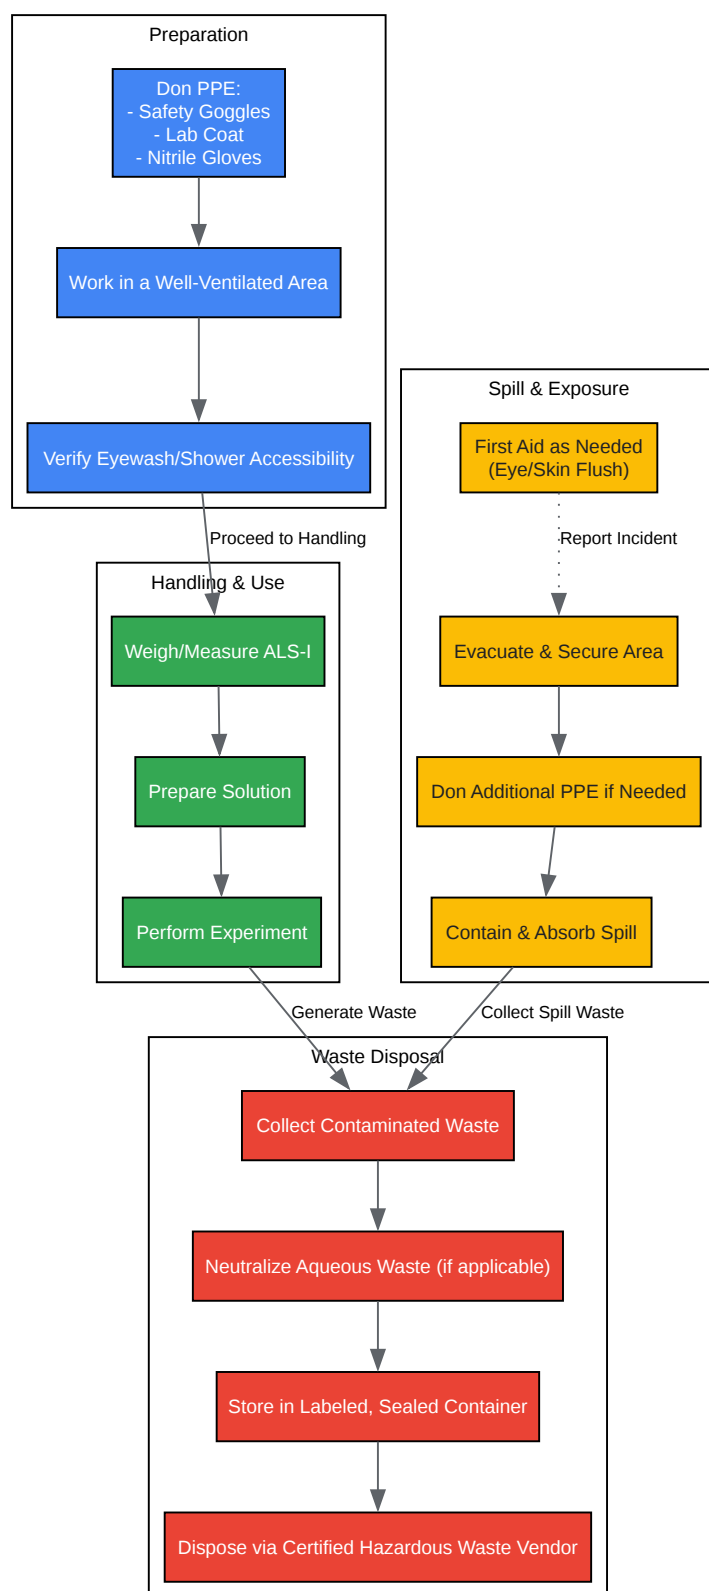 Preparation
Don PPE:
- Safety Goggles
- Lab Coat
- Nitrile Gloves
Work in a Well-Ventilated Area
Verify Eyewash/Shower Accessibility
Proceed to Handling
Handling & Use
Weigh/Measure ALS-I
Prepare Solution
Perform Experiment
Generate Waste
Spill & Exposure
First Aid as Needed
(Eye/Skin Flush)
Report Incident
Evacuate & Secure Area
Don Additional PPE if Needed
Contain & Absorb Spill
Collect Spill Waste
Waste Disposal
Collect Contaminated Waste
Neutralize Aqueous Waste (if applicable)
Store in Labeled, Sealed Container
Dispose via Certified Hazardous Waste Vendor